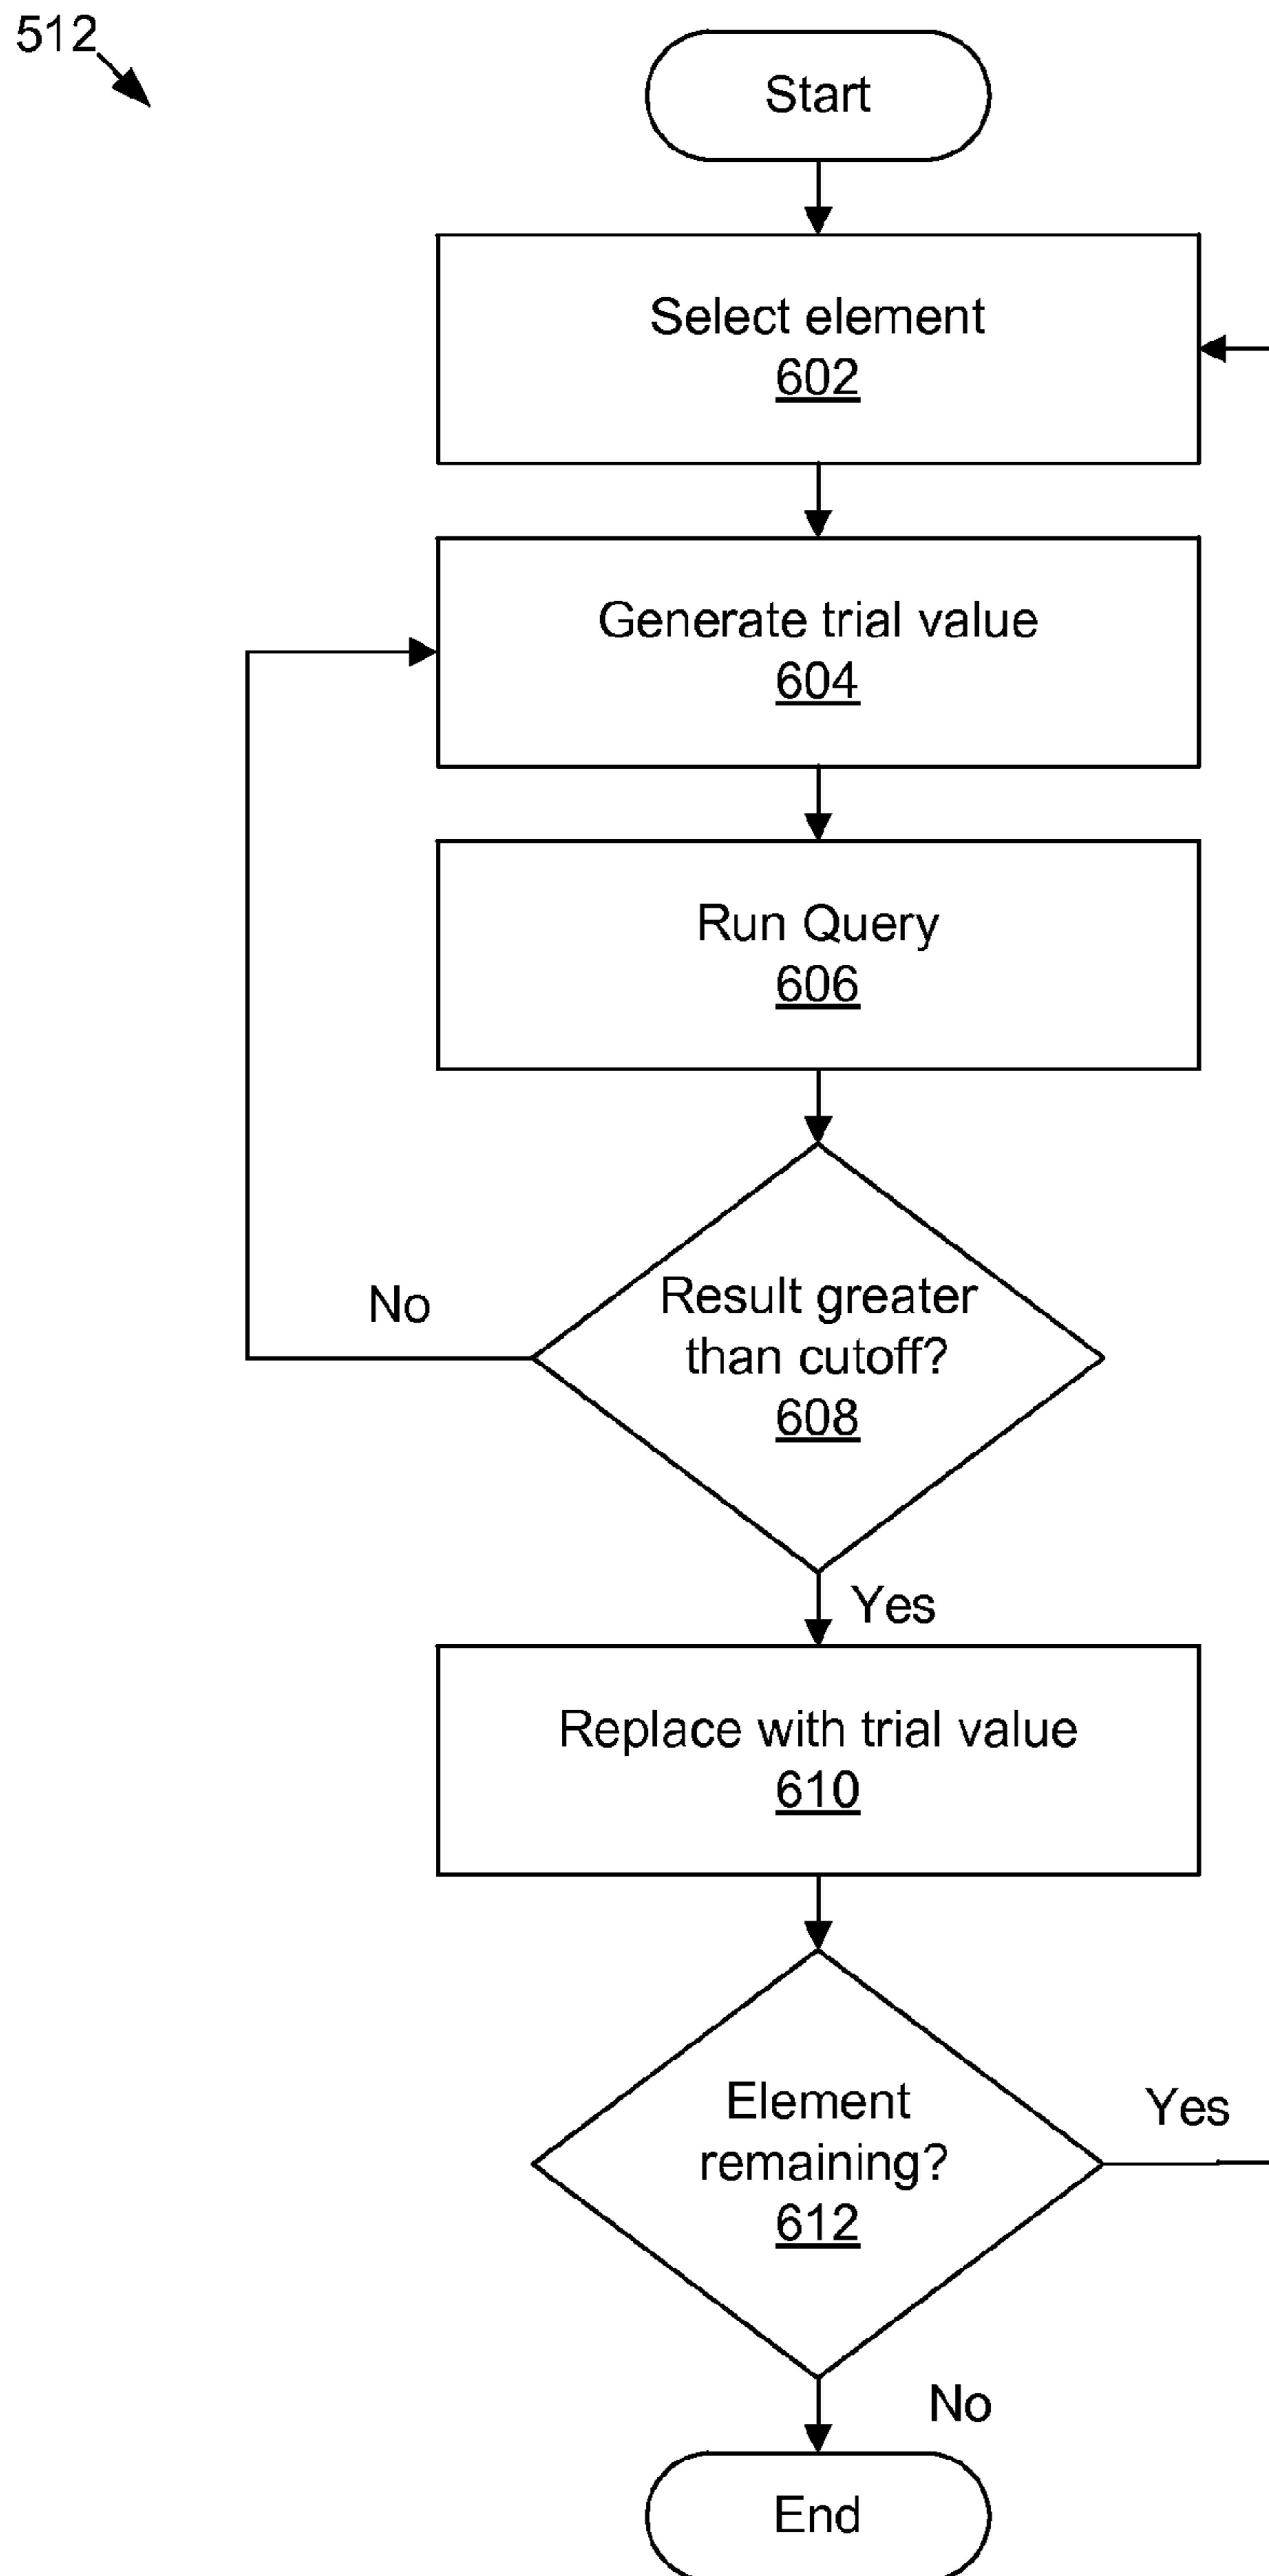 512
Start
Select element
602
Generate trial value
604
Run Query
606
Result greater
than cutoff?
608
No
Yes
Replace with trial value
610
Element
remaining?
612
Yes
No
End